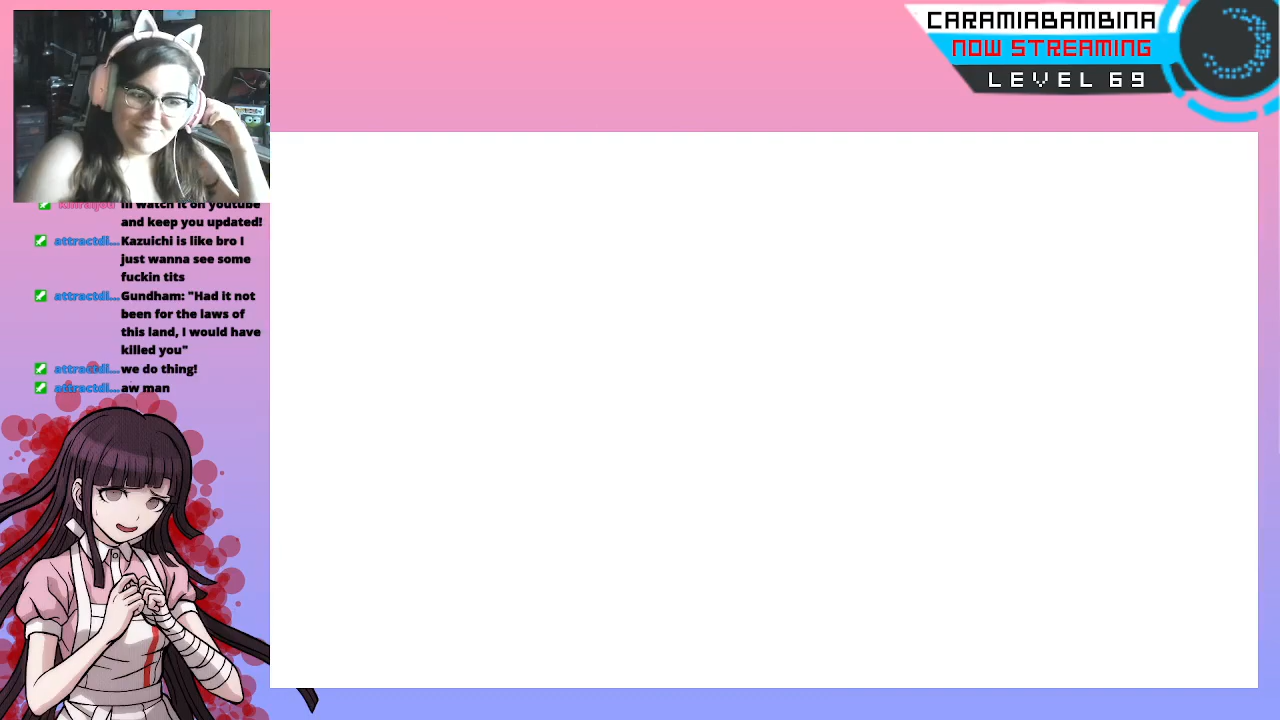 CARAMIABAMBINA
NOW STREAMING
LEVEL 69
ill watch it on youtube
and keep you updated!
attractdi... Kazuichi is like bro I
just wanna see some
fuckin tits
attractdi... Gundham: "Had it not
been for the laws of
this land, I would have
killed you"
attractdi... we do thing!
attractdi... aw man